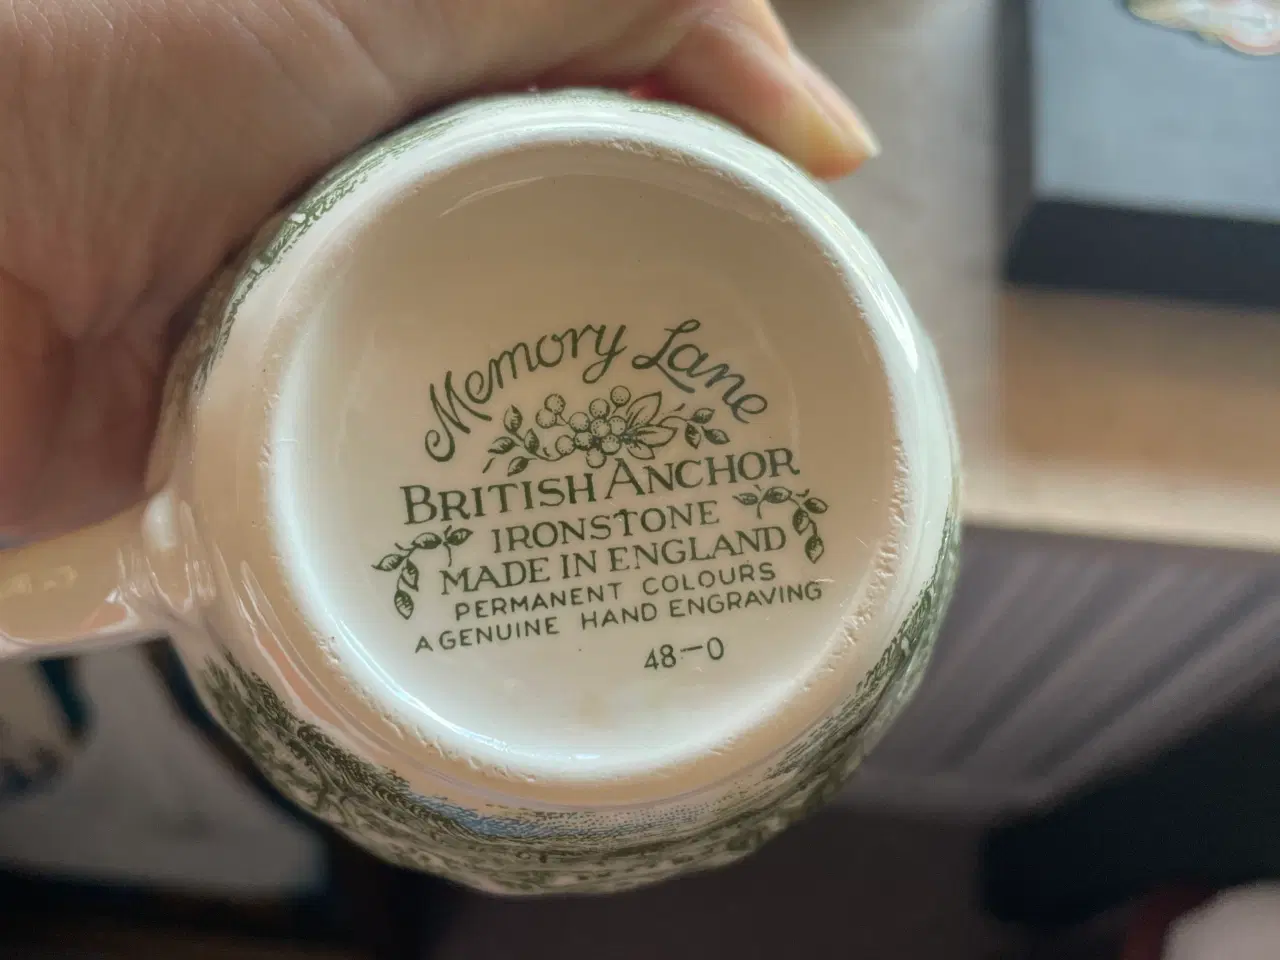 Memory Lane
BRITISH ANCHOR
IRONSTONE
MADE IN ENGLAND
PERMANENT COLOURS
A GENUINE HAND ENGRAVING
48-0